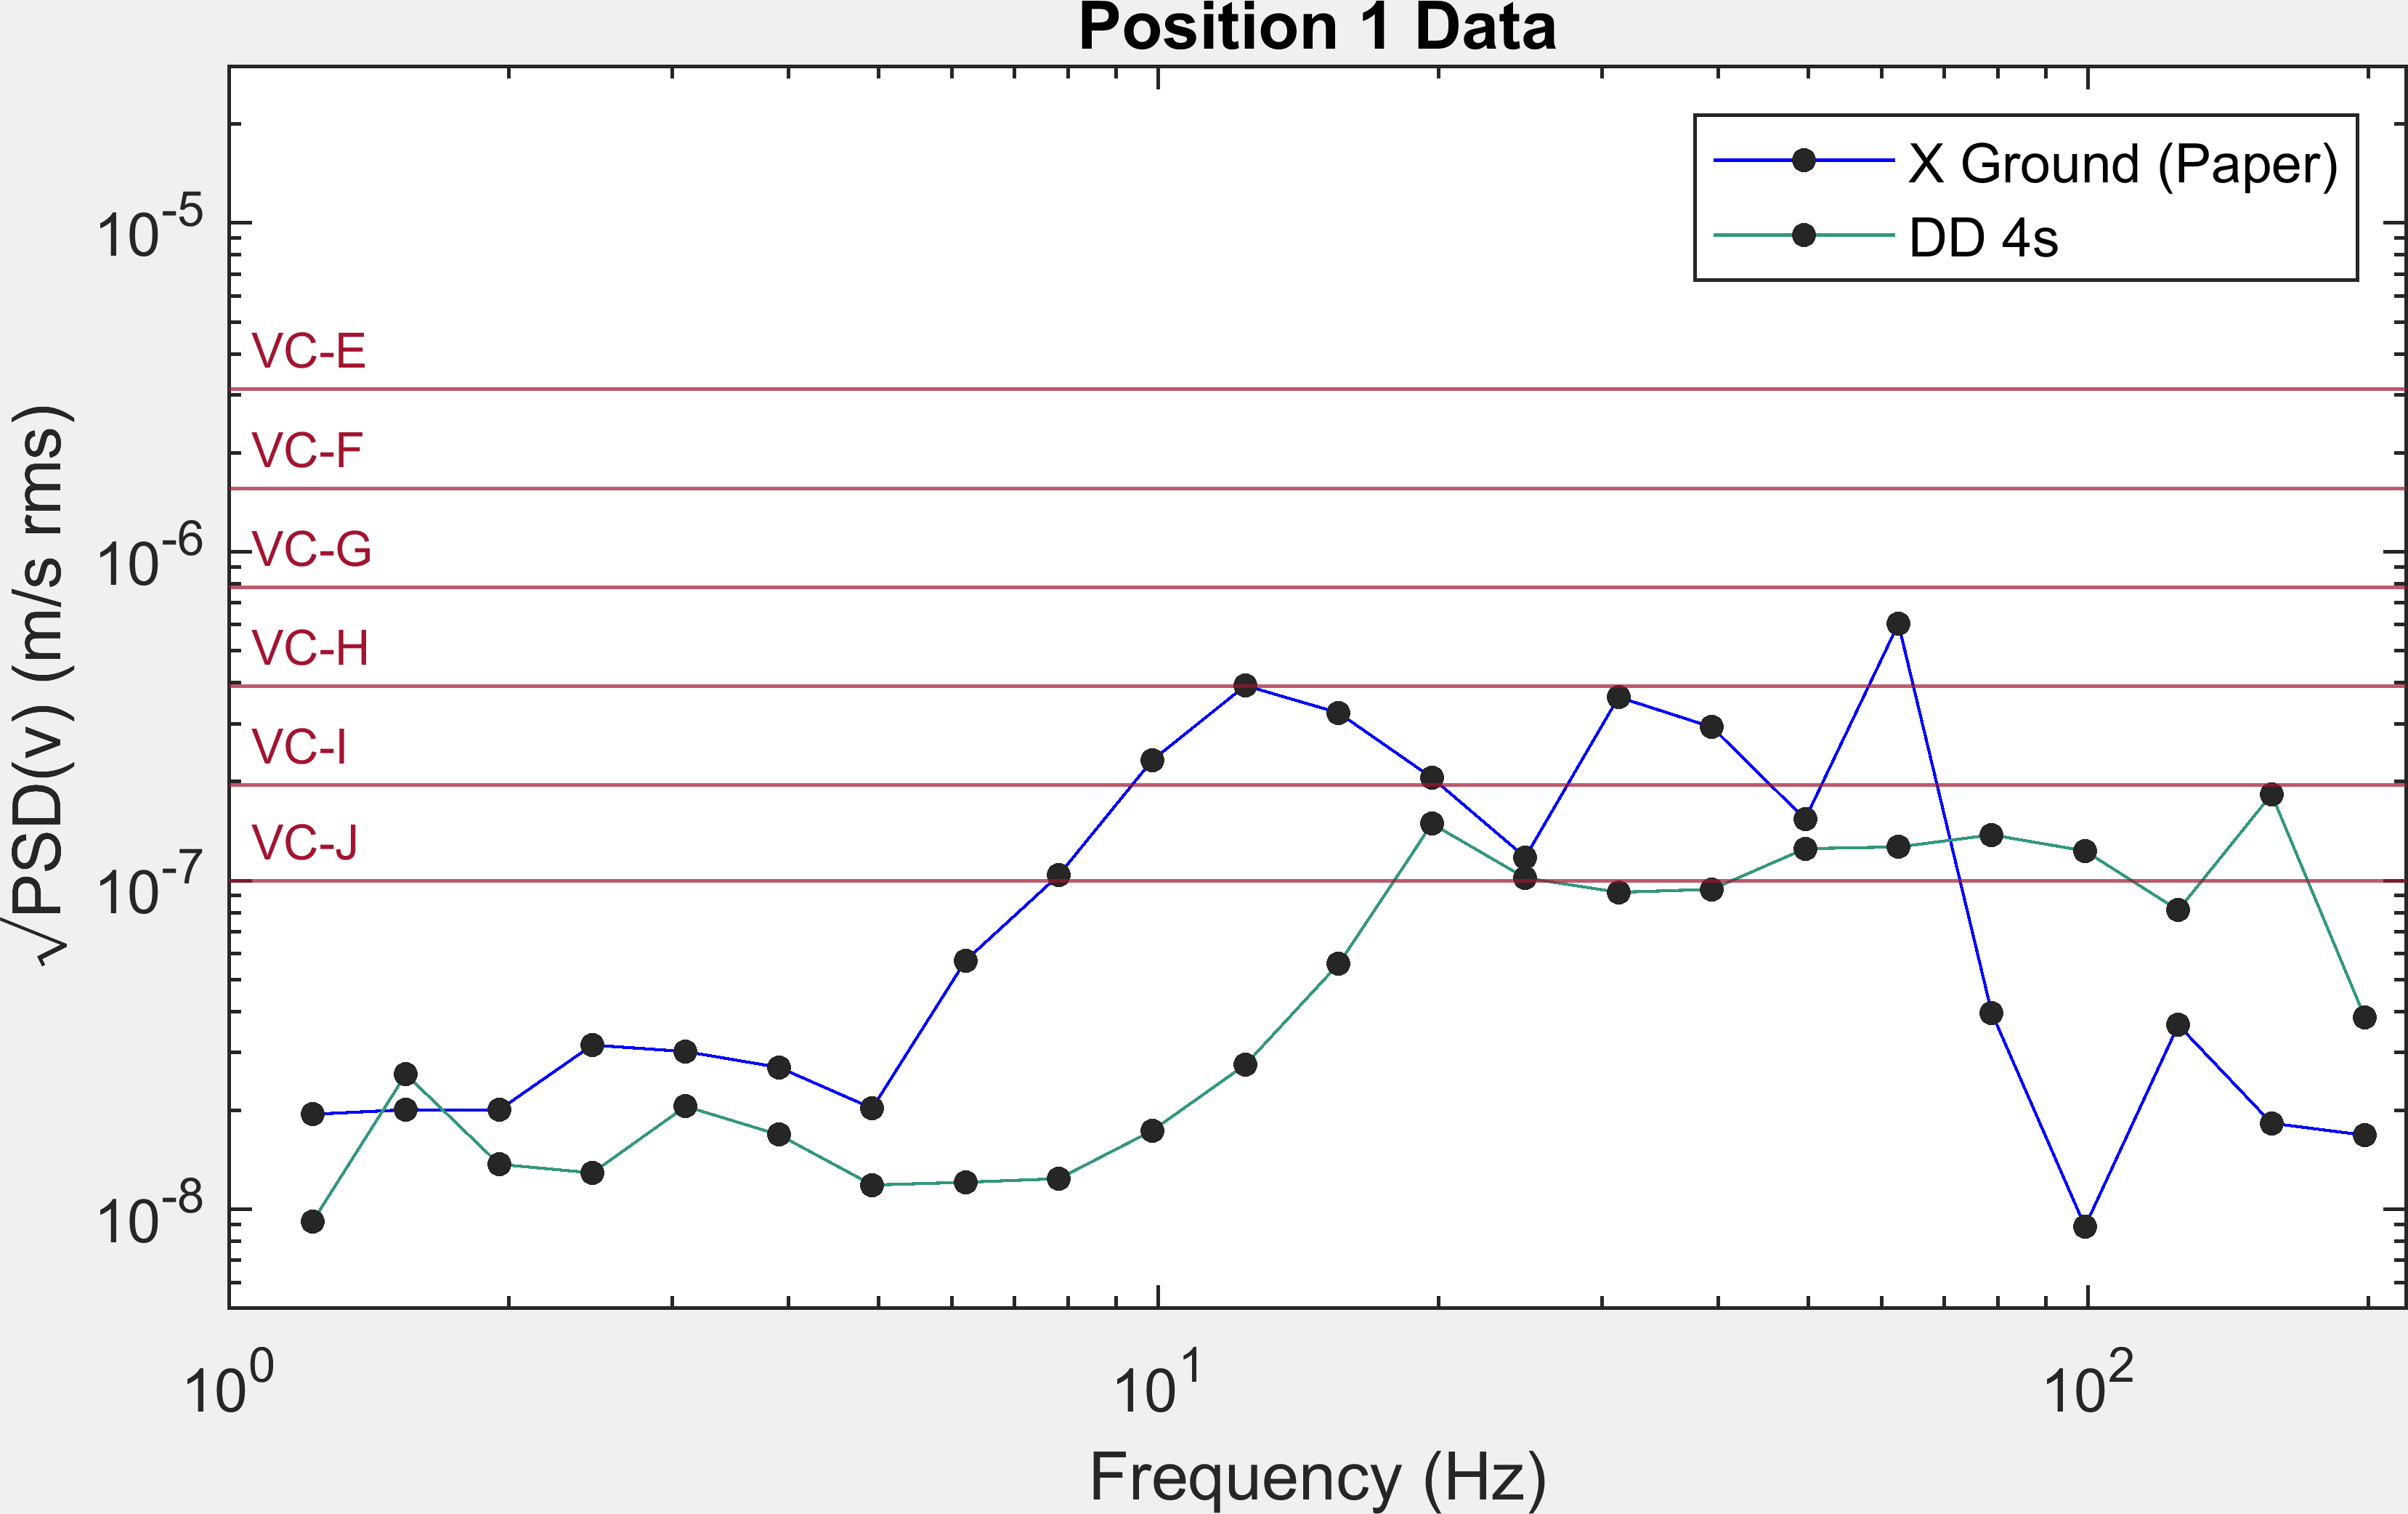 Position 1 Data
X Ground (Paper)
DD 4s
10^-5
VC-E
VC-F
10^-6
VC-G
VC-H
VC-I
VC-J
10^-7
10^-8
√PSD(v) (m/s rms)
10^0 10^1 10^2
Frequency (Hz)